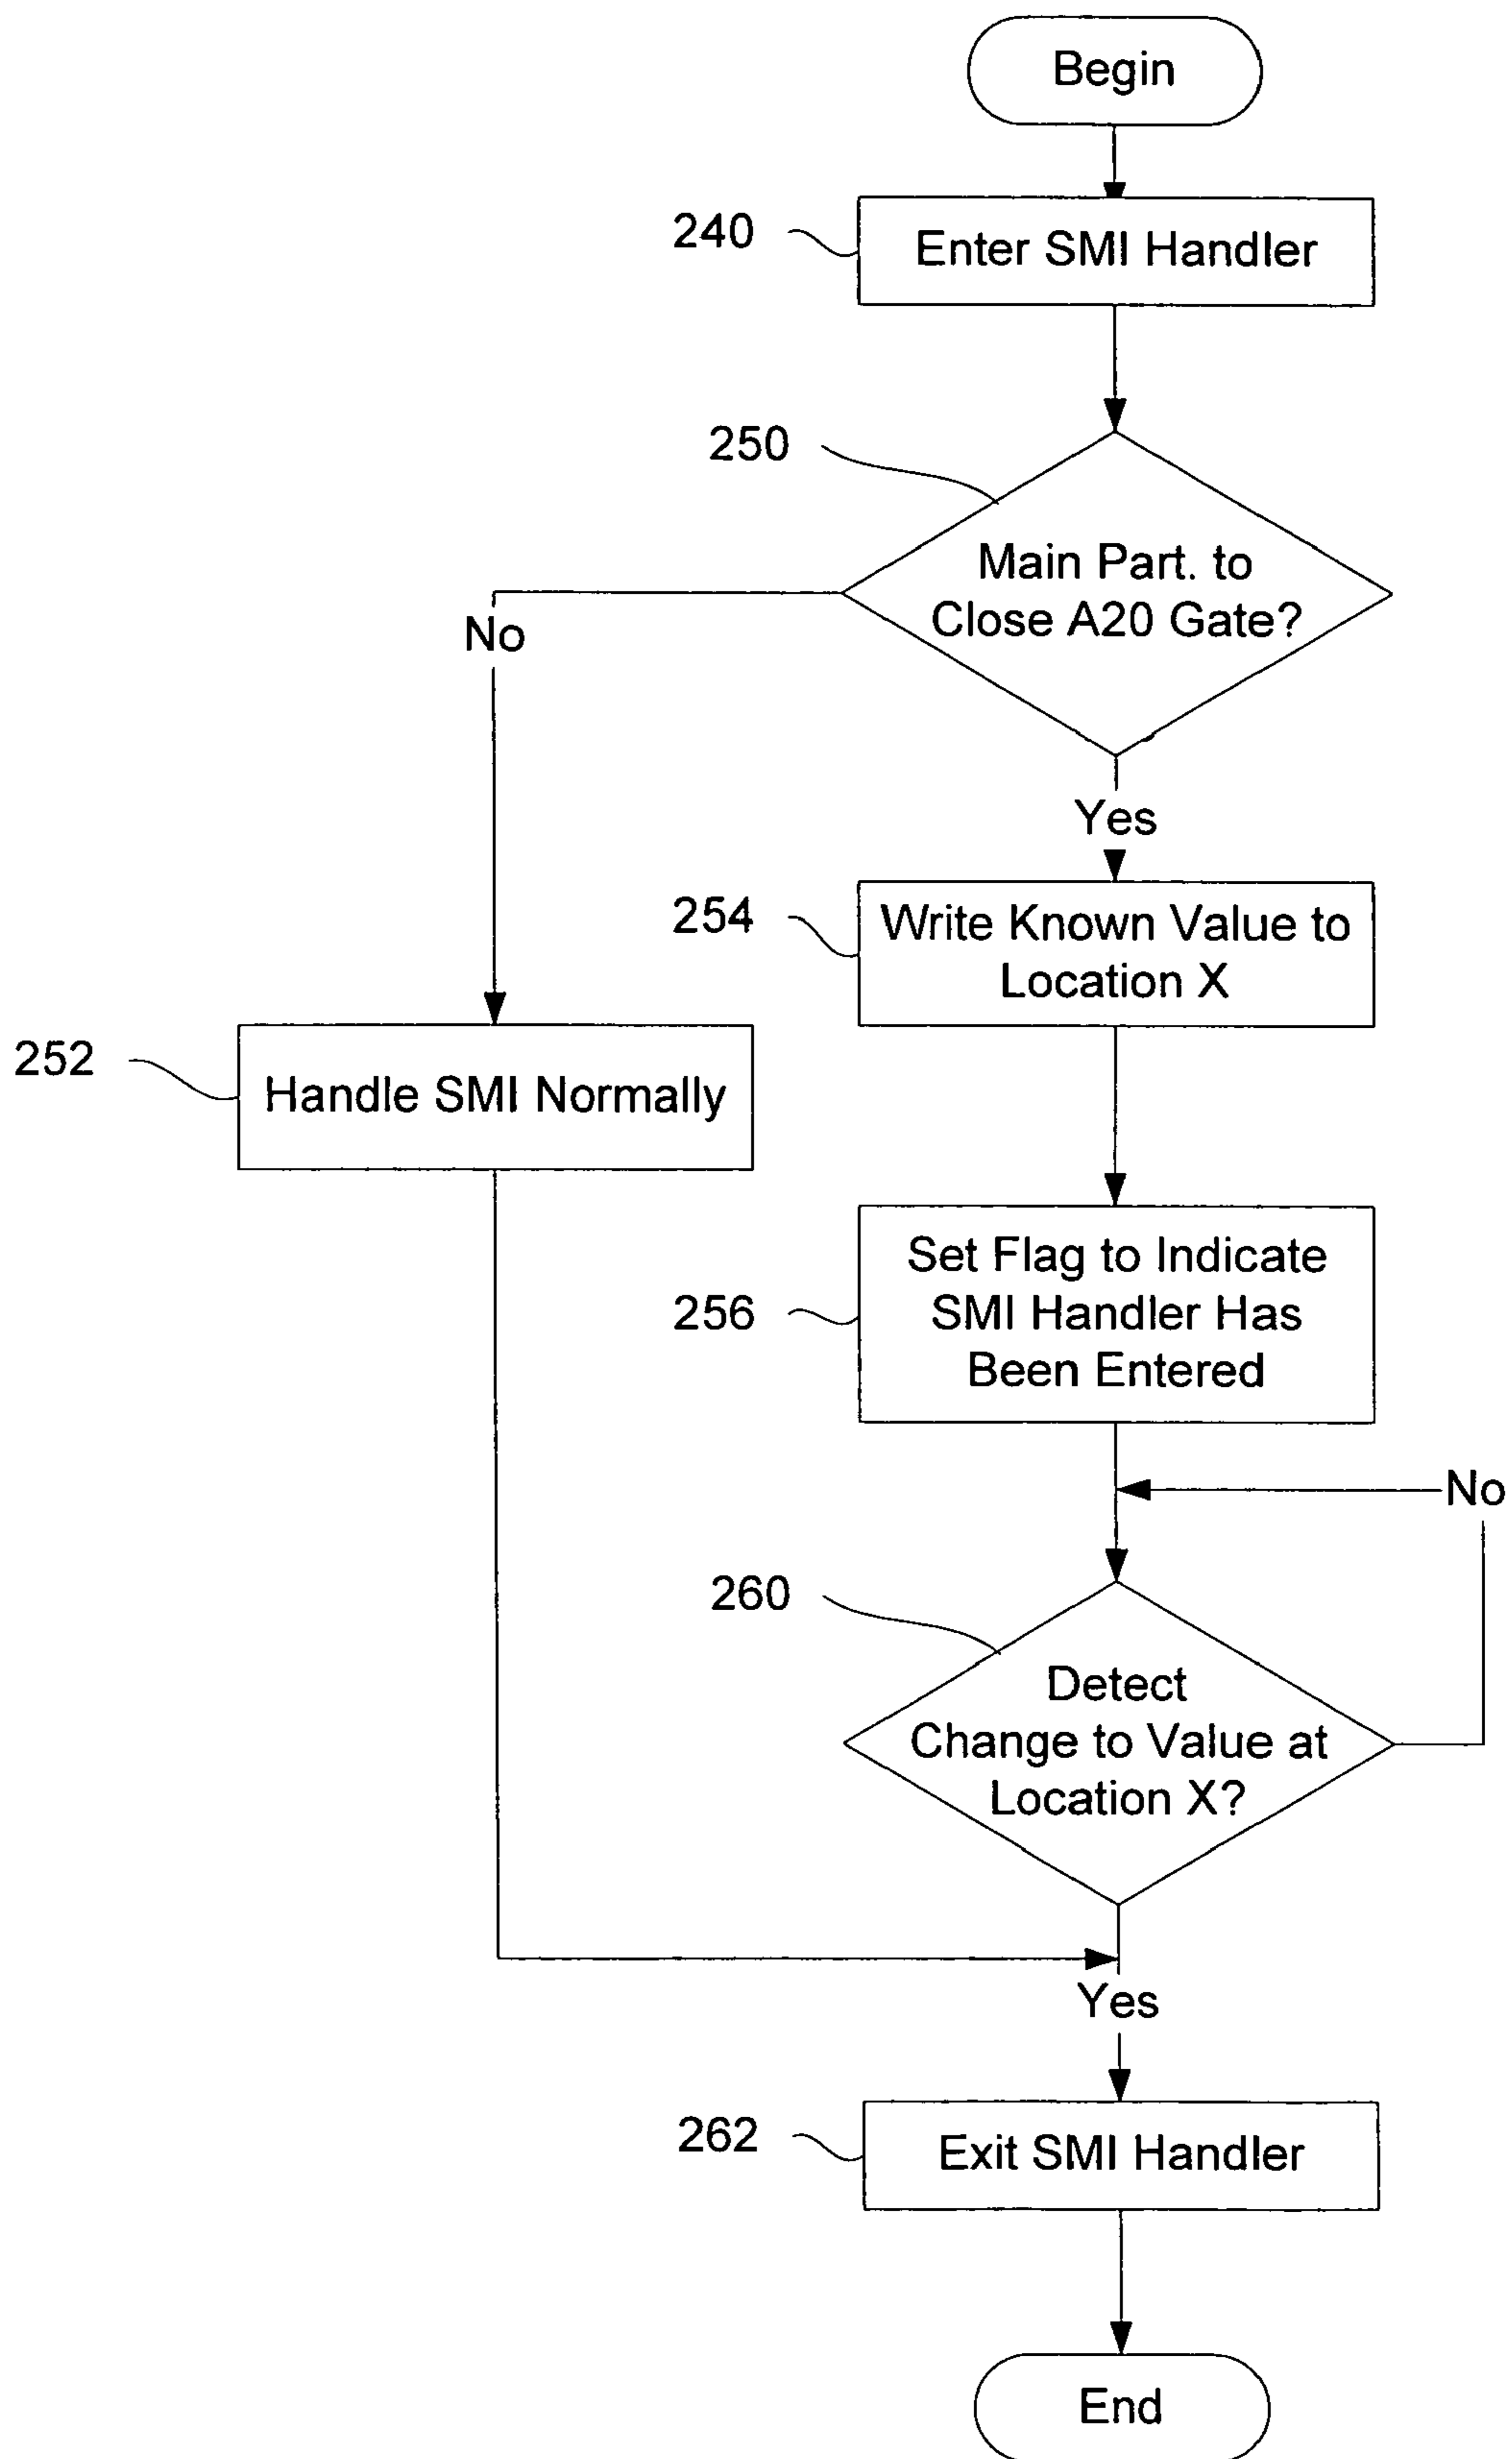 Begin
240
Enter SMI Handler
250
Main Part. to
Close A20 Gate?
No
Yes
254
Write Known Value to
Location X
252
Handle SMI Normally
256
Set Flag to Indicate
SMI Handler Has
Been Entered
No
260
Detect
Change to Value at
Location X?
Yes
262
Exit SMI Handler
End